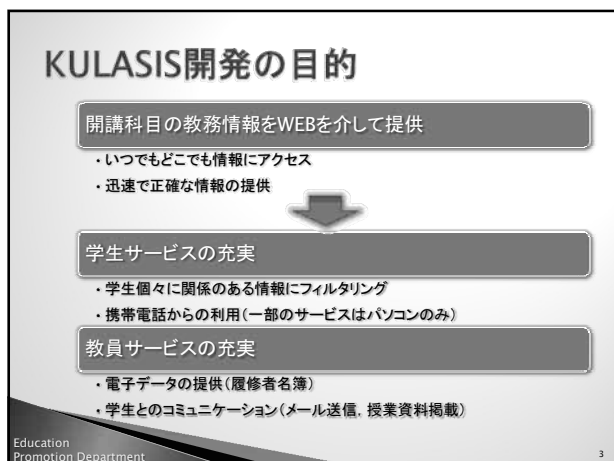 KULASIS開発の目的
開講科目の教務情報をWEBを介して提供
・いつでもどこでも情報にアクセス
・迅速で正確な情報の提供
学生サービスの充実
・学生個々に関係のある情報にフィルタリング
・携帯電話からの利用(一部のサービスはパソコンのみ)
教員サービスの充実
・電子データの提供(履修者名簿)
・学生とのコミュニケーション(メール送信，授業資料掲載)
Education
Promotion Department
3